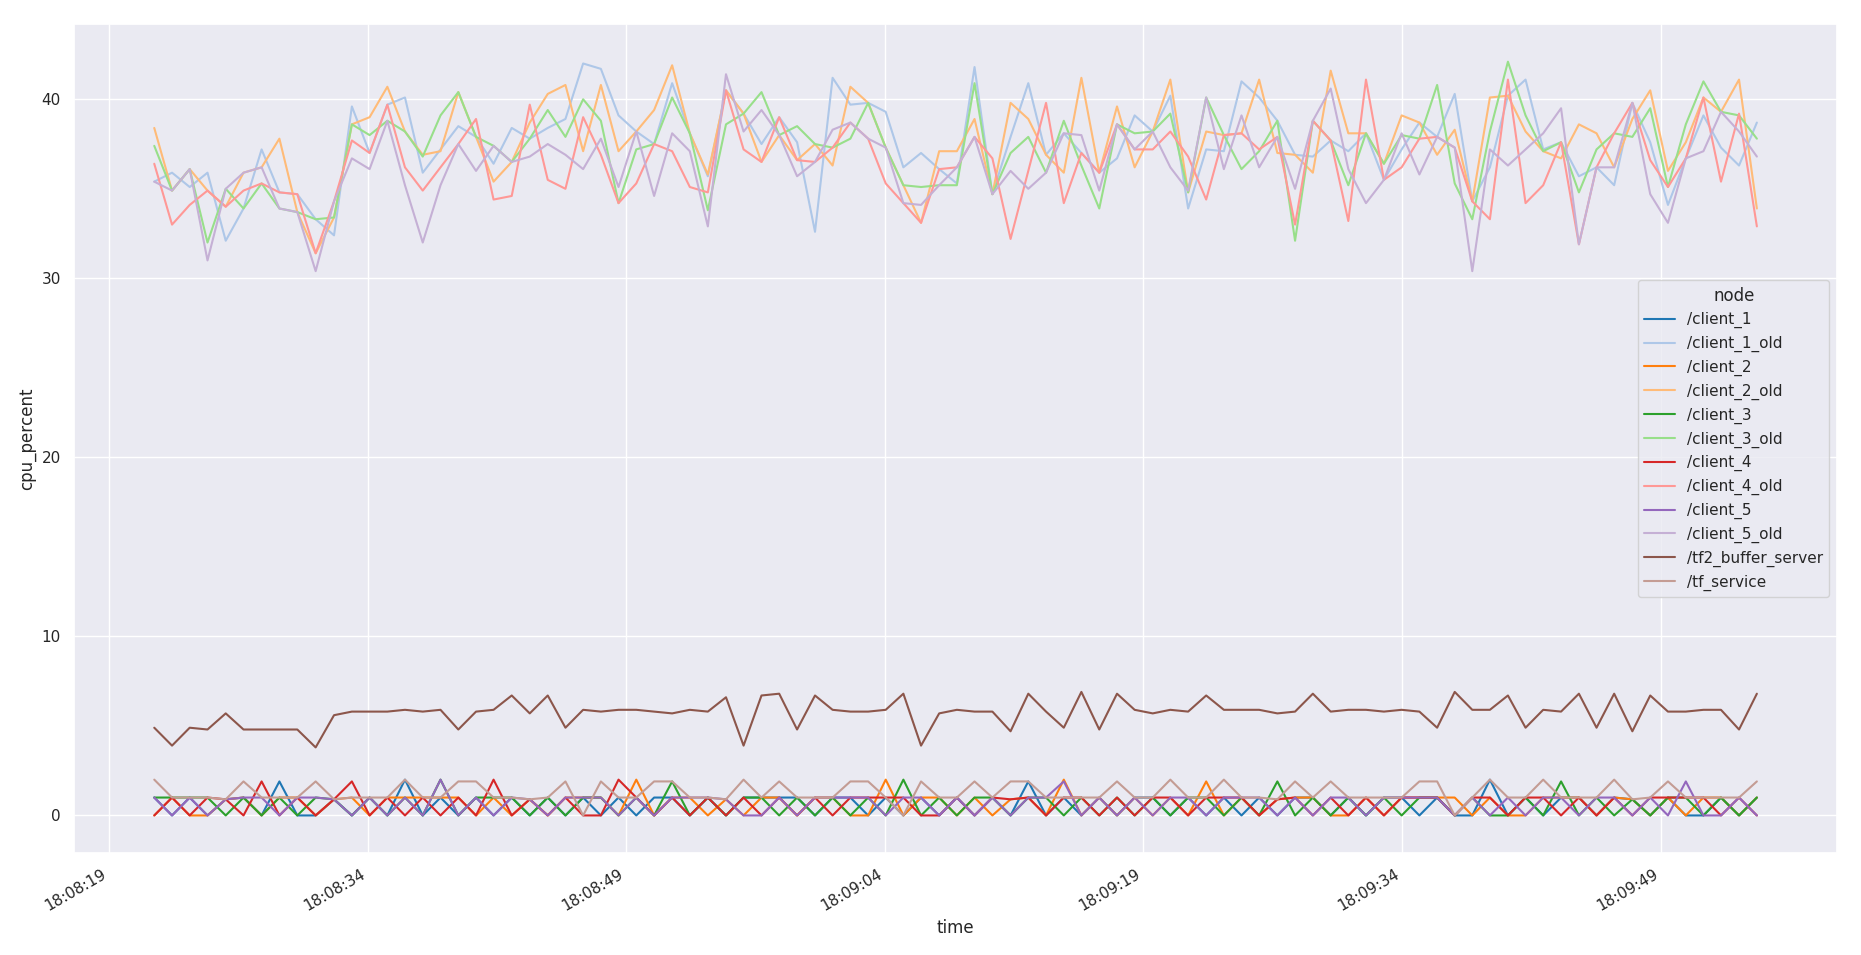 cpu_percent
40
30
20
10
0
node
/client_1
/client_1_old
/client_2
/client_2_old
/client_3
/client_3_old
/client_4
/client_4_old
/client_5
/client_5_old
/tf2_buffer_server
/tf_service
18:08:19
18:08:34
18:08:49
18:09:04
18:09:19
18:09:34
18:09:49
time